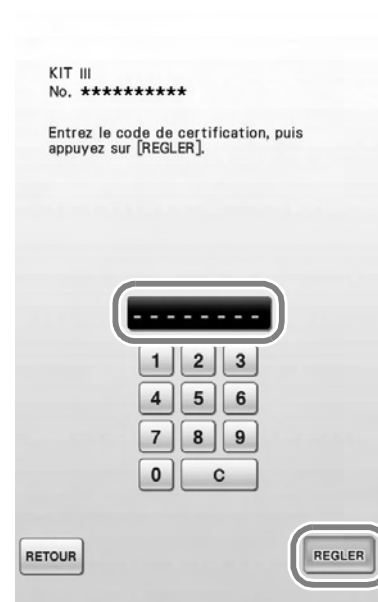 KIT III
No. **********
Entrez le code de certification, puis
appuyez sur [REGLER].
- - - - - - - -
1 2 3
4 5 6
7 8 9
0 C
RETOUR
REGLER